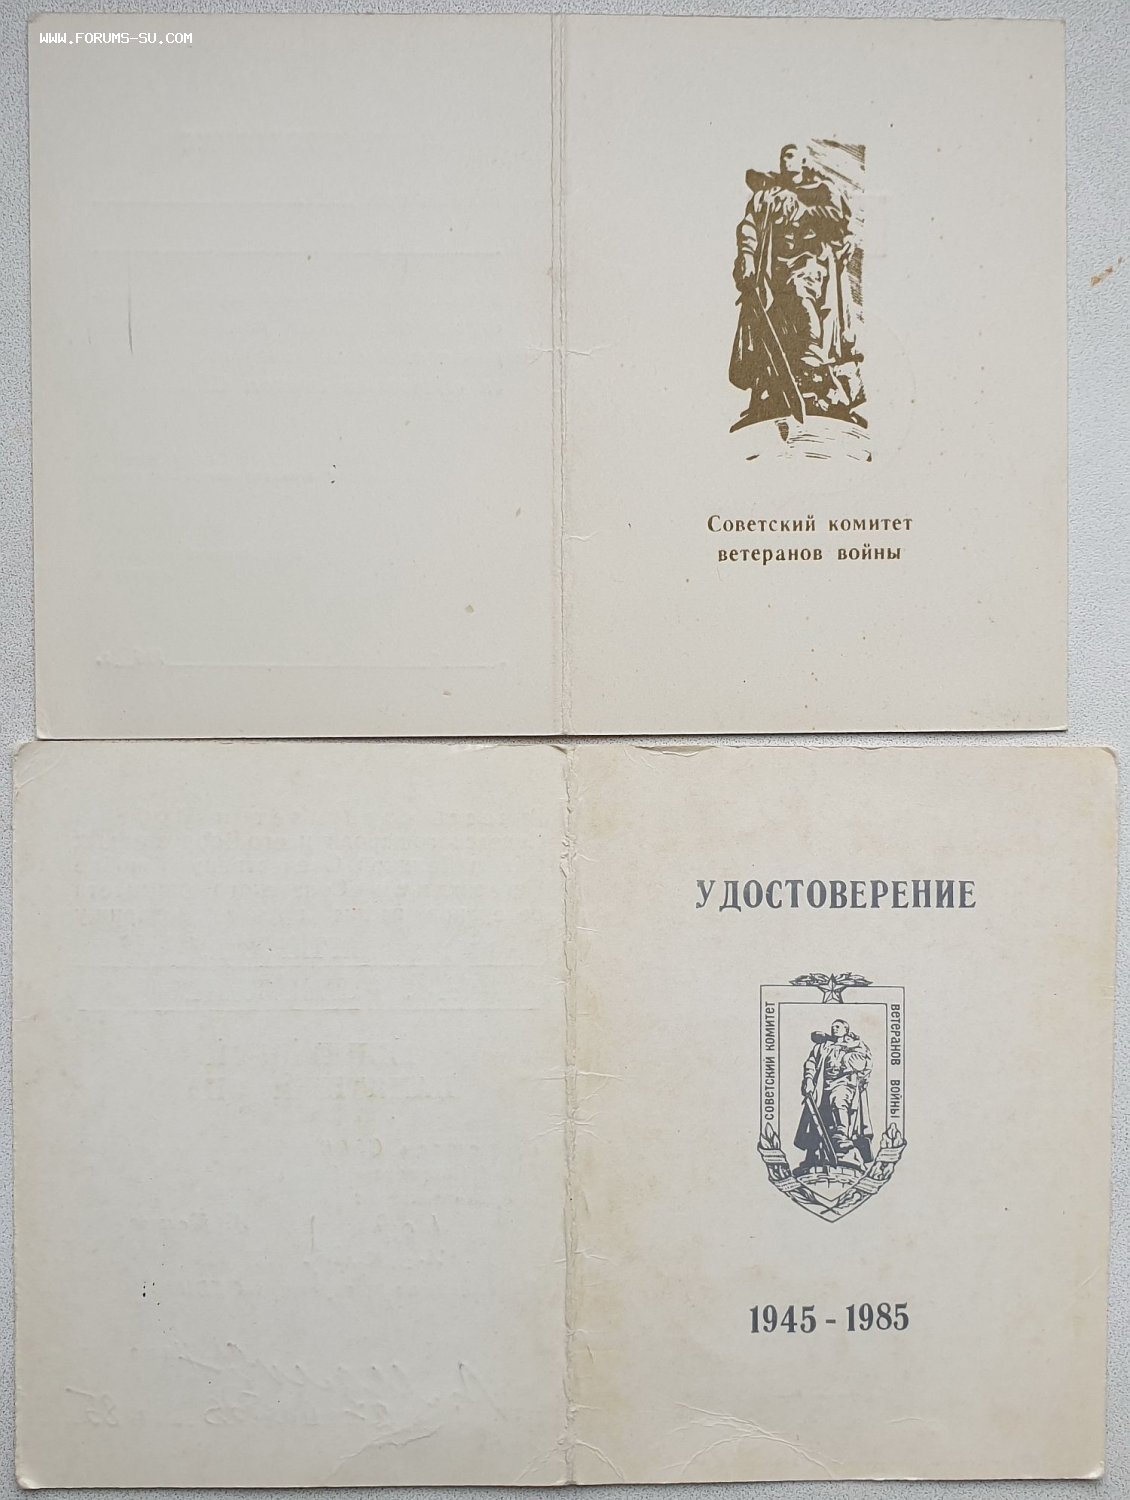 WWW.FORUMS-SU.COM
Советский комитет
ветеранов войны
УДОСТОВЕРЕНИЕ
СОВЕТСКИЙ КОМИТЕТ
ВЕТЕРАНОВ ВОЙНЫ
1945 - 1985